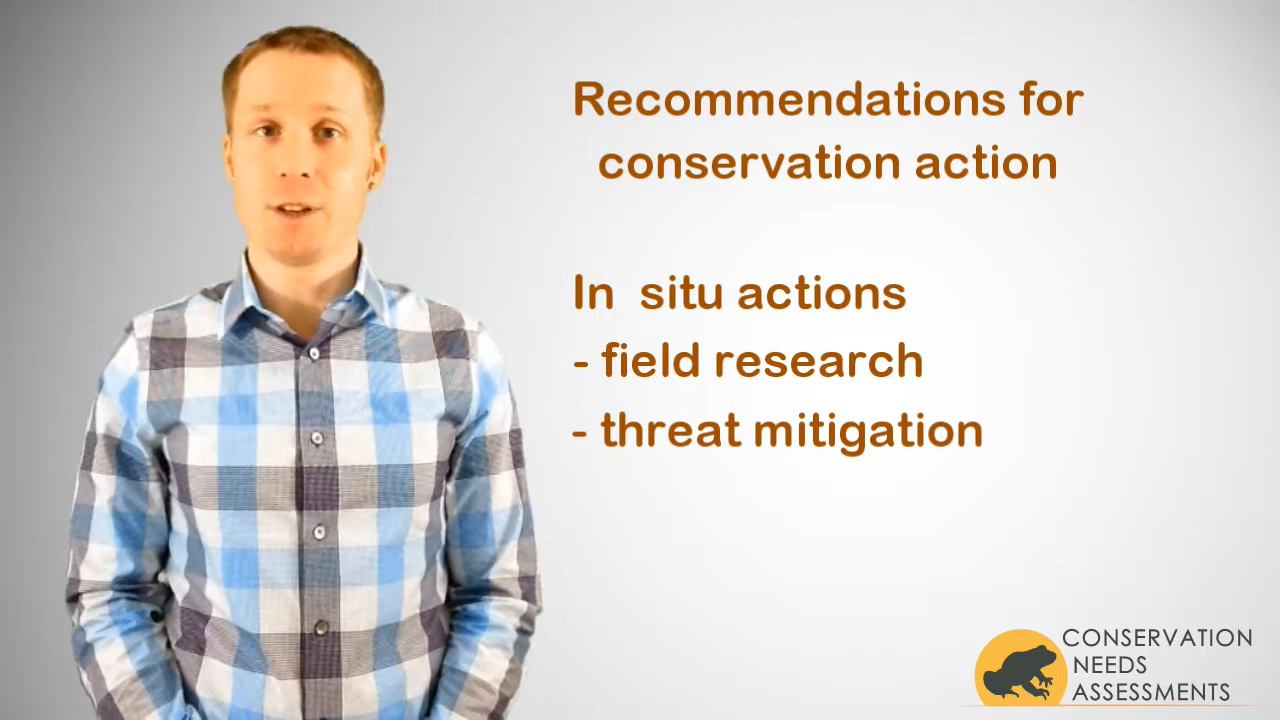 Recommendations for
conservation action
In situ actions
- field research
- threat mitigation
CONSERVATION
NEEDS
ASSESSMENTS